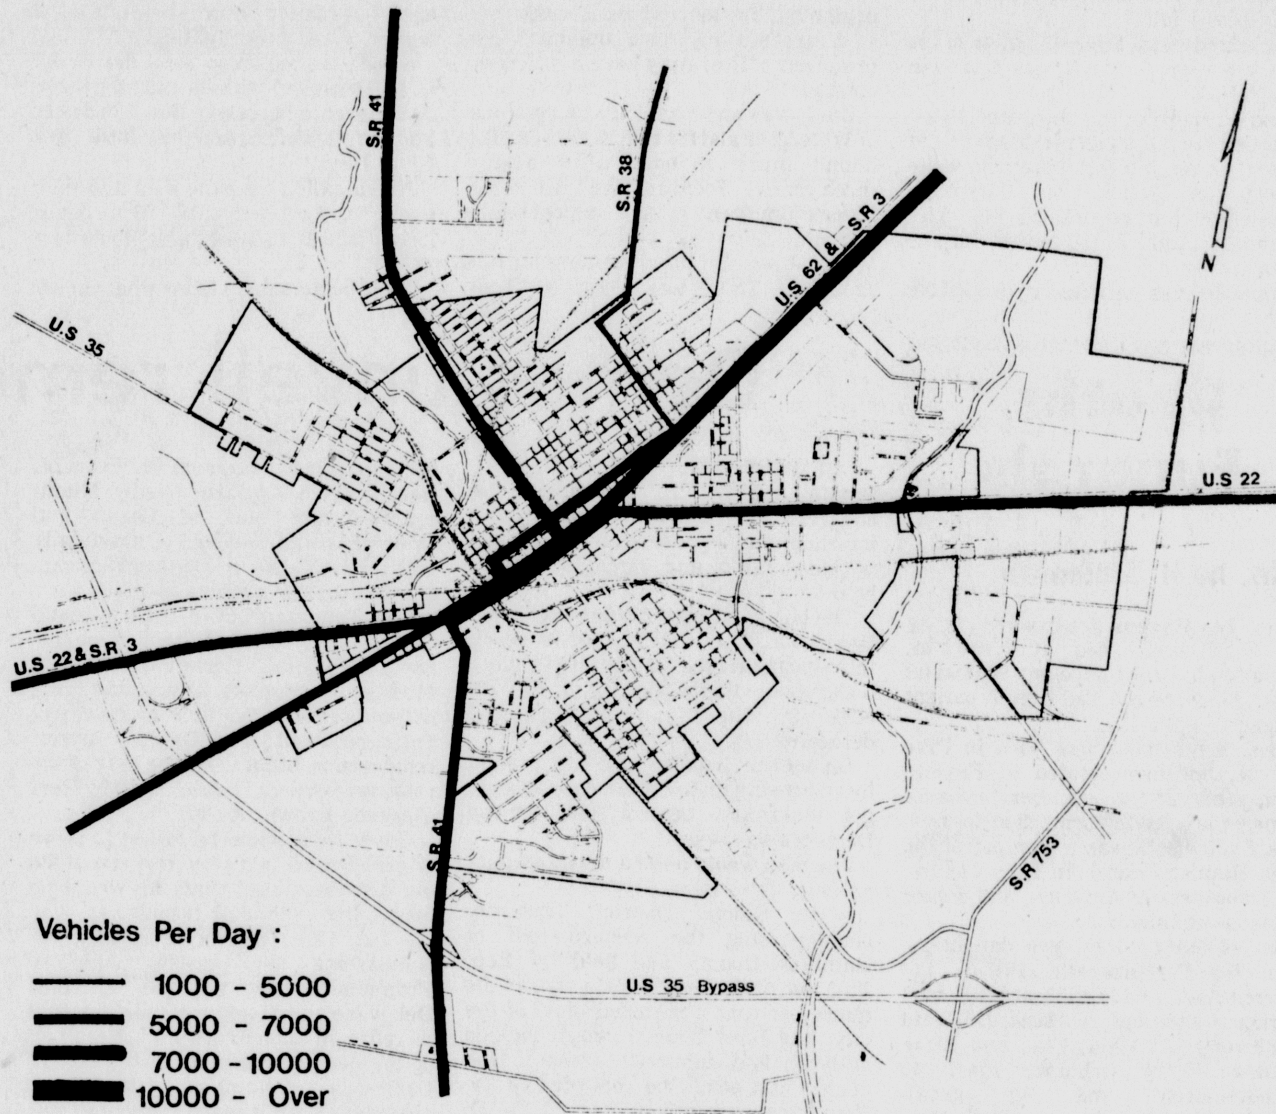 S.R 41
S.R 38
U.S. 62 & S.R 3
N
U.S 35
U.S 22
U.S 22 & S.R. 3
S.R. 41
S.R 753
U.S 35 Bypass
Vehicles Per Day :
1000 - 5000
5000 - 7000
7000 - 10000
10000 - Over